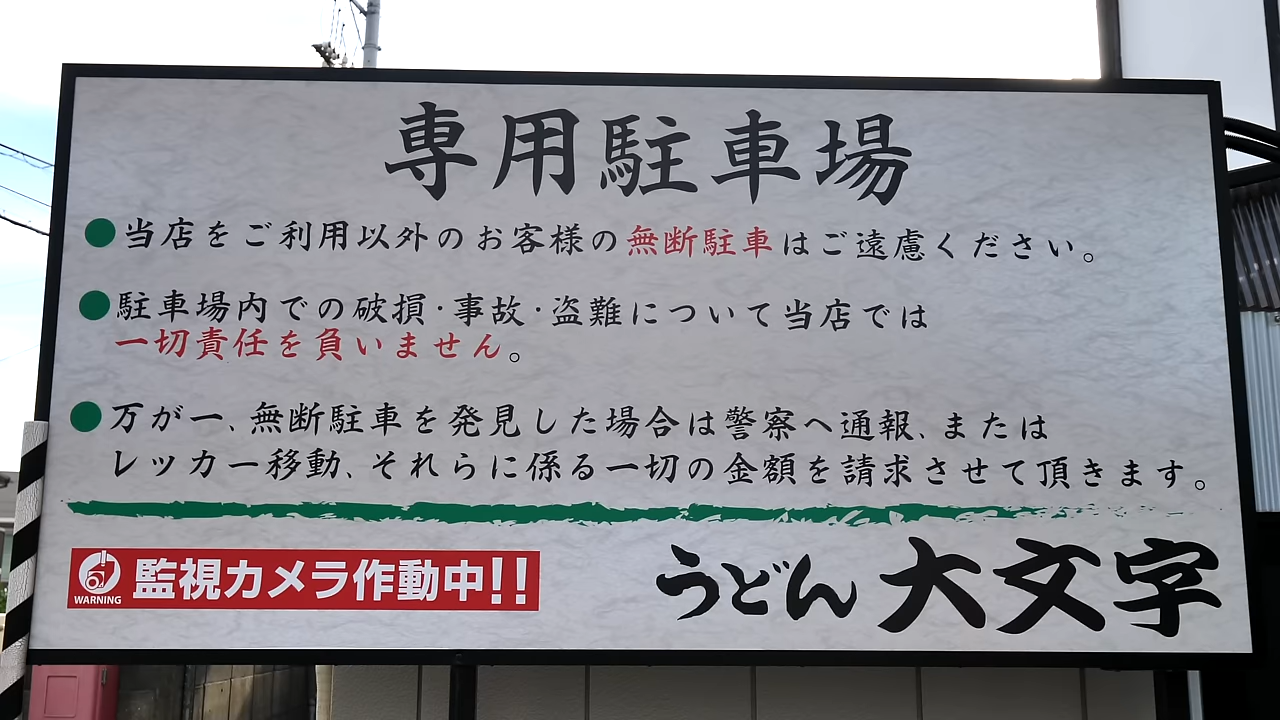 専用駐車場
●当店をご利用以外のお客様の無断駐車はご遠慮ください。
●駐車場内での破損・事故・盗難について当店では
一切責任を負いません。
●万が一、無断駐車を発見した場合は警察へ通報、または
レッカー移動、それらに係る一切の金額を請求させて頂きます。
WARNING 監視カメラ作動中!!
うどん 大文字